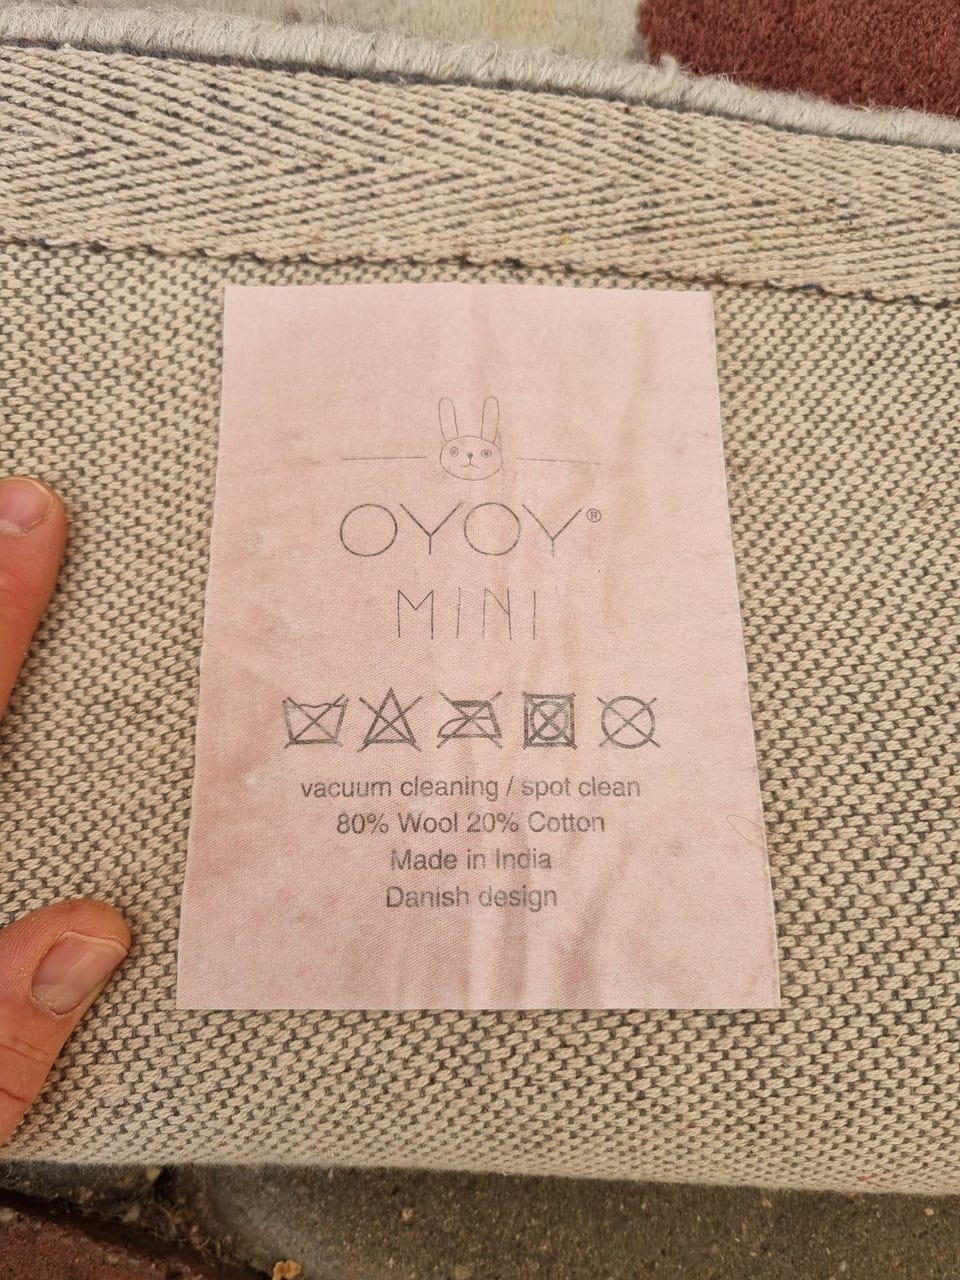 OYOY®
MINI
vacuum cleaning / spot clean
80% Wool 20% Cotton
Made in India
Danish design